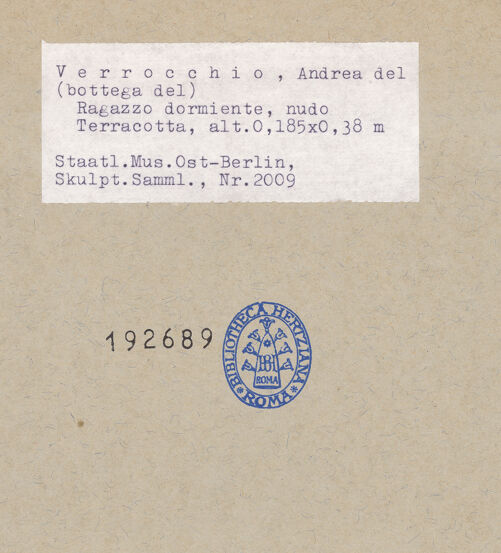 V e r r o c c h i o , Andrea del
(bottega del)
Ragazzo dormiente, nudo
Terracotta, alt.0,185x0,38 m
Staatl.Mus.Ost-Berlin,
Skulpt.Samml., Nr.2009
192689
BIBLIOTHECA HERTZIANA
BH
ROMA
* ROMA *